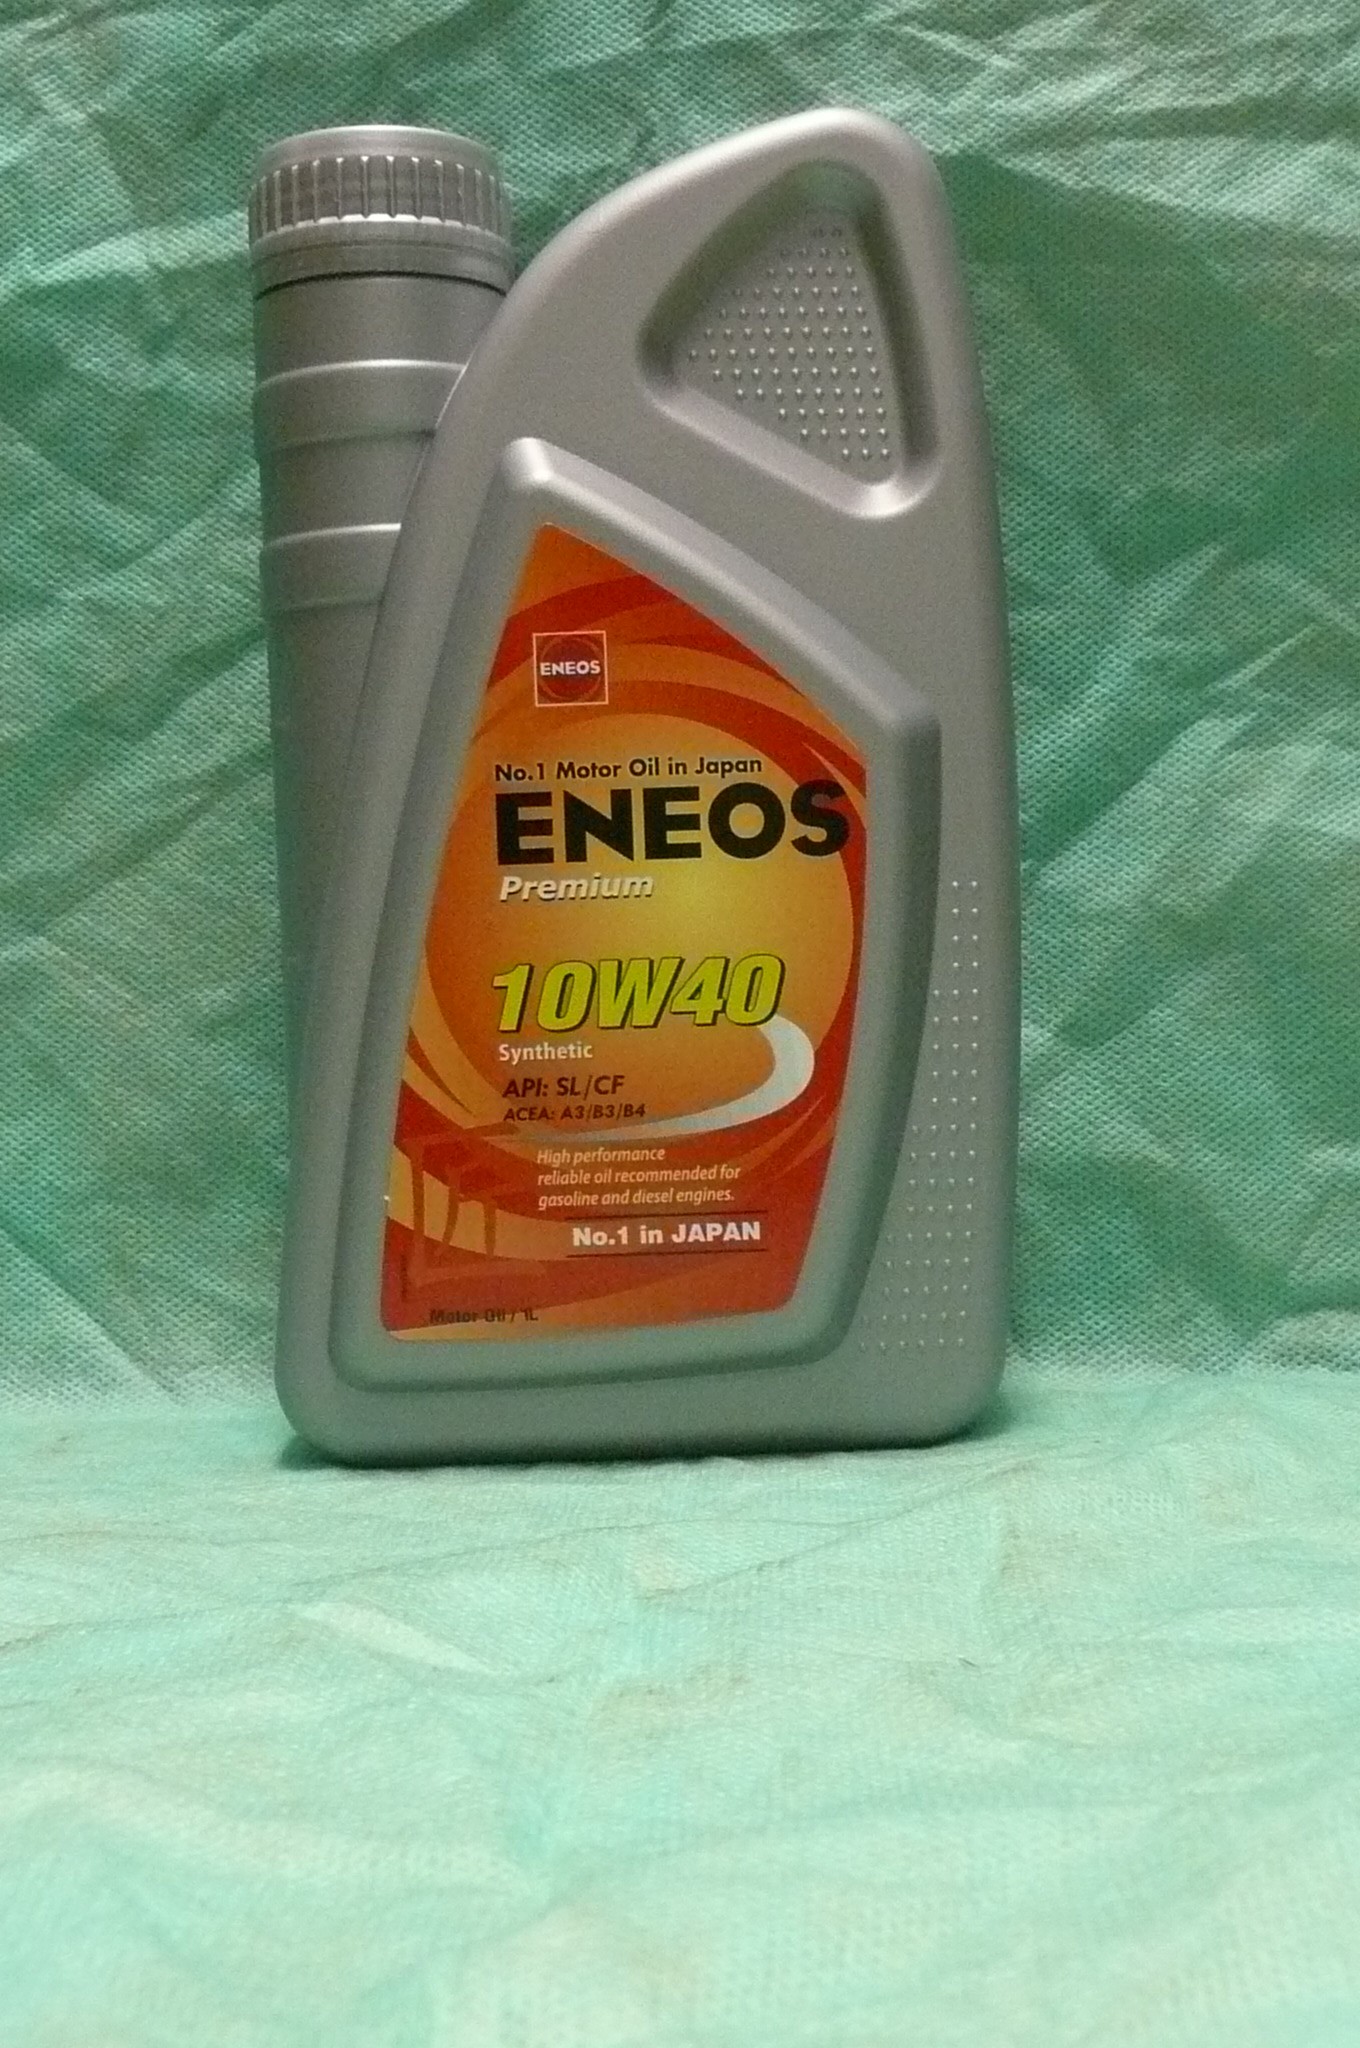 ENEOS
No.1 Motor Oil in Japan
ENEOS
Premium
10W40
Synthetic
API: SL/CF
ACEA: A3/B3/B4
High performance
reliable oil recommended for
gasoline and diesel engines.
No.1 in JAPAN
Motor Oil / 1L